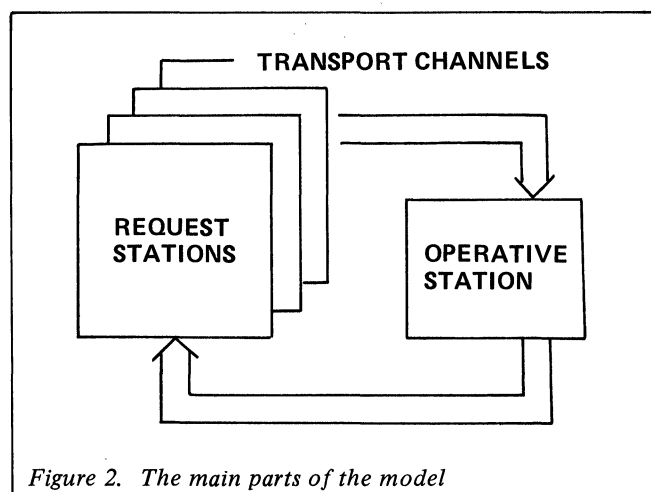 TRANSPORT CHANNELS
REQUEST
STATIONS
OPERATIVE
STATION
Figure 2. The main parts of the model